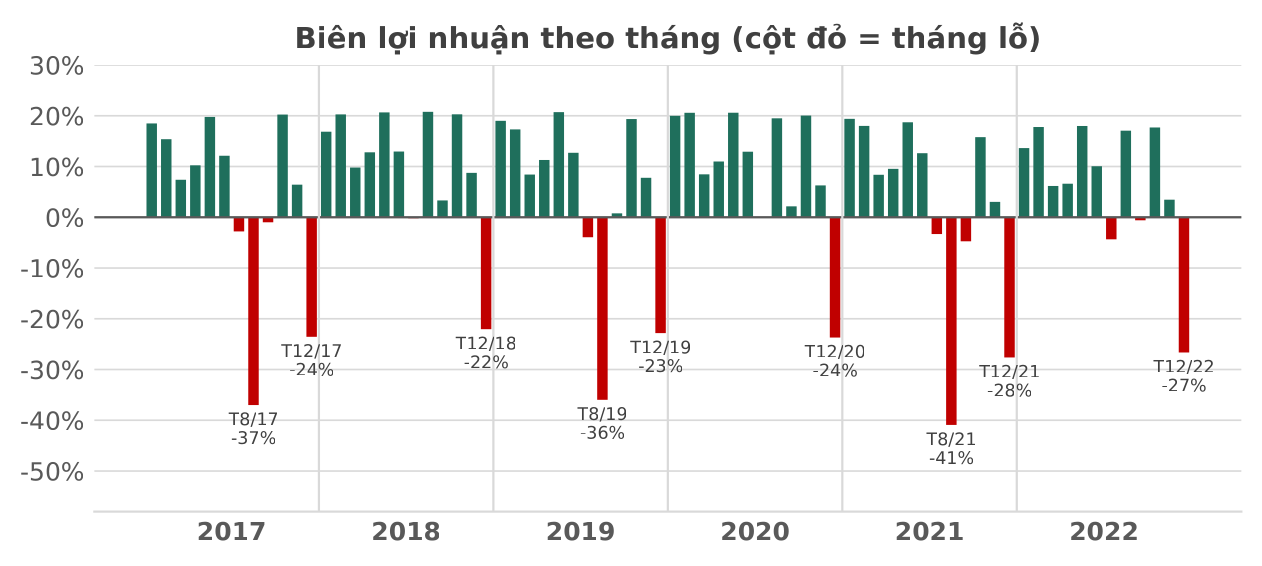 Biên lợi nhuận theo tháng (cột đỏ = tháng lỗ)
30%
20%
10%
0%
-10%
-20%
-30%
-40%
-50%
T8/17
-37%
T12/17
-24%
T12/18
-22%
T8/19
-36%
T12/19
-23%
T12/20
-24%
T8/21
-41%
T12/21
-28%
T12/22
-27%
2017
2018
2019
2020
2021
2022